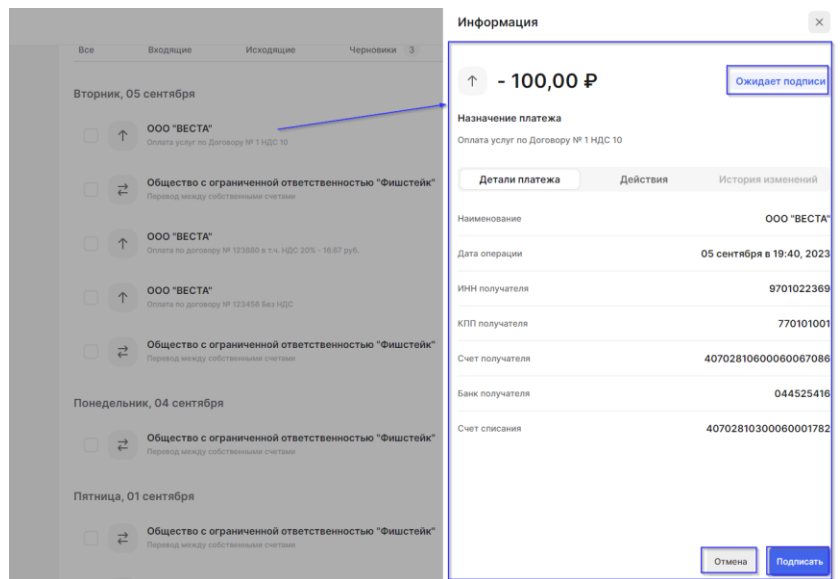 Все Входящие Исходящие Черновики 3
Вторник, 05 сентября
ООО "ВЕСТА"
Оплата услуг по Договору № 1 НДС 10
Общество с ограниченной ответственностью "Фишстейк"
Перевод между собственными счетами
ООО "ВЕСТА"
Оплата по договору № 123860 в т.ч. НДС 20% - 16.67 руб.
ООО "ВЕСТА"
Оплата по договору № 123456 Без НДС
Общество с ограниченной ответственностью "Фишстейк"
Перевод между собственными счетами
Понедельник, 04 сентября
Общество с ограниченной ответственностью "Фишстейк"
Перевод между собственными счетами
Пятница, 01 сентября
Общество с ограниченной ответственностью "Фишстейк"
Перевод между собственными счетами
Информация
- 100,00 ₽ Ожидает подписи
Назначение платежа
Оплата услуг по Договору № 1 НДС 10
Детали платежа Действия История изменений
Наименование ООО "ВЕСТА"
Дата операции 05 сентября в 19:40, 2023
ИНН получателя 9701022369
КПП получателя 770101001
Счет получателя 40702810600060067086
Банк получателя 044525416
Счет списания 40702810300060001782
Отмена Подписать